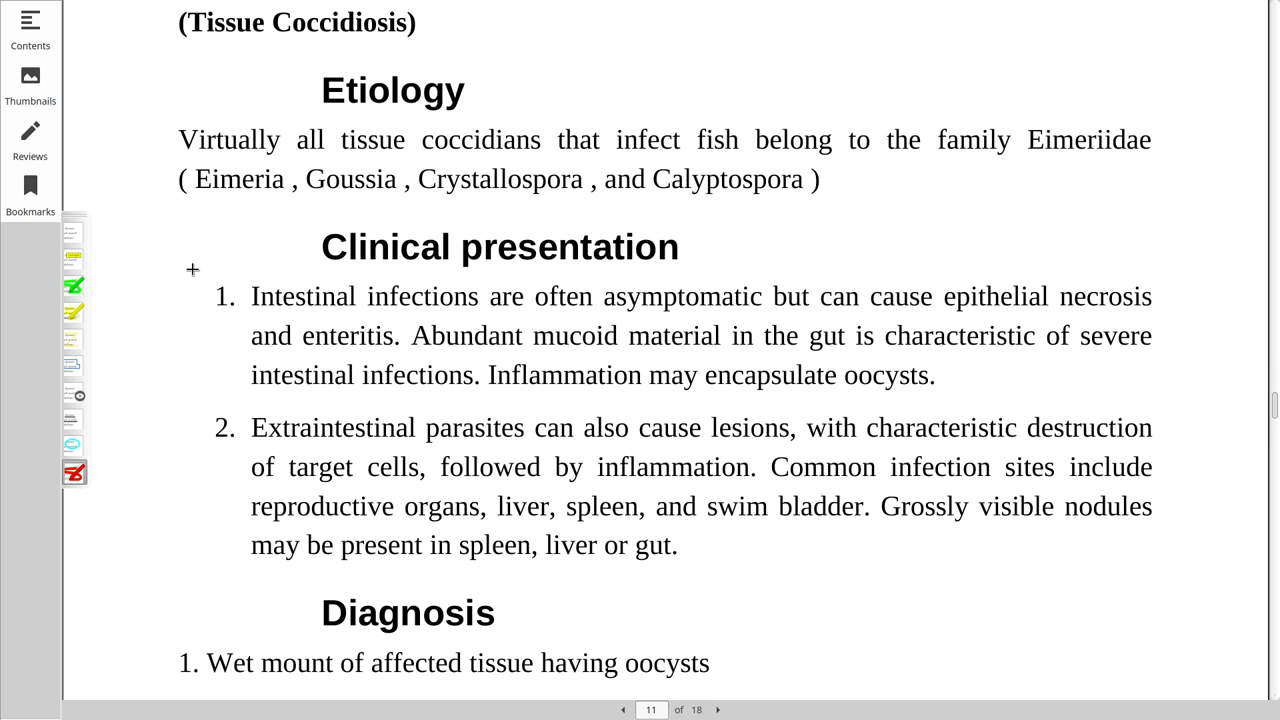 Contents
Thumbnails
Reviews
Bookmarks
(Tissue Coccidiosis)
Etiology
Virtually all tissue coccidians that infect fish belong to the family Eimeriidae
( Eimeria , Goussia , Crystallospora , and Calyptospora )
Clinical presentation
1. Intestinal infections are often asymptomatic but can cause epithelial necrosis
and enteritis. Abundant mucoid material in the gut is characteristic of severe
intestinal infections. Inflammation may encapsulate oocysts.
2. Extraintestinal parasites can also cause lesions, with characteristic destruction
of target cells, followed by inflammation. Common infection sites include
reproductive organs, liver, spleen, and swim bladder. Grossly visible nodules
may be present in spleen, liver or gut.
Diagnosis
1. Wet mount of affected tissue having oocysts
11 of 18